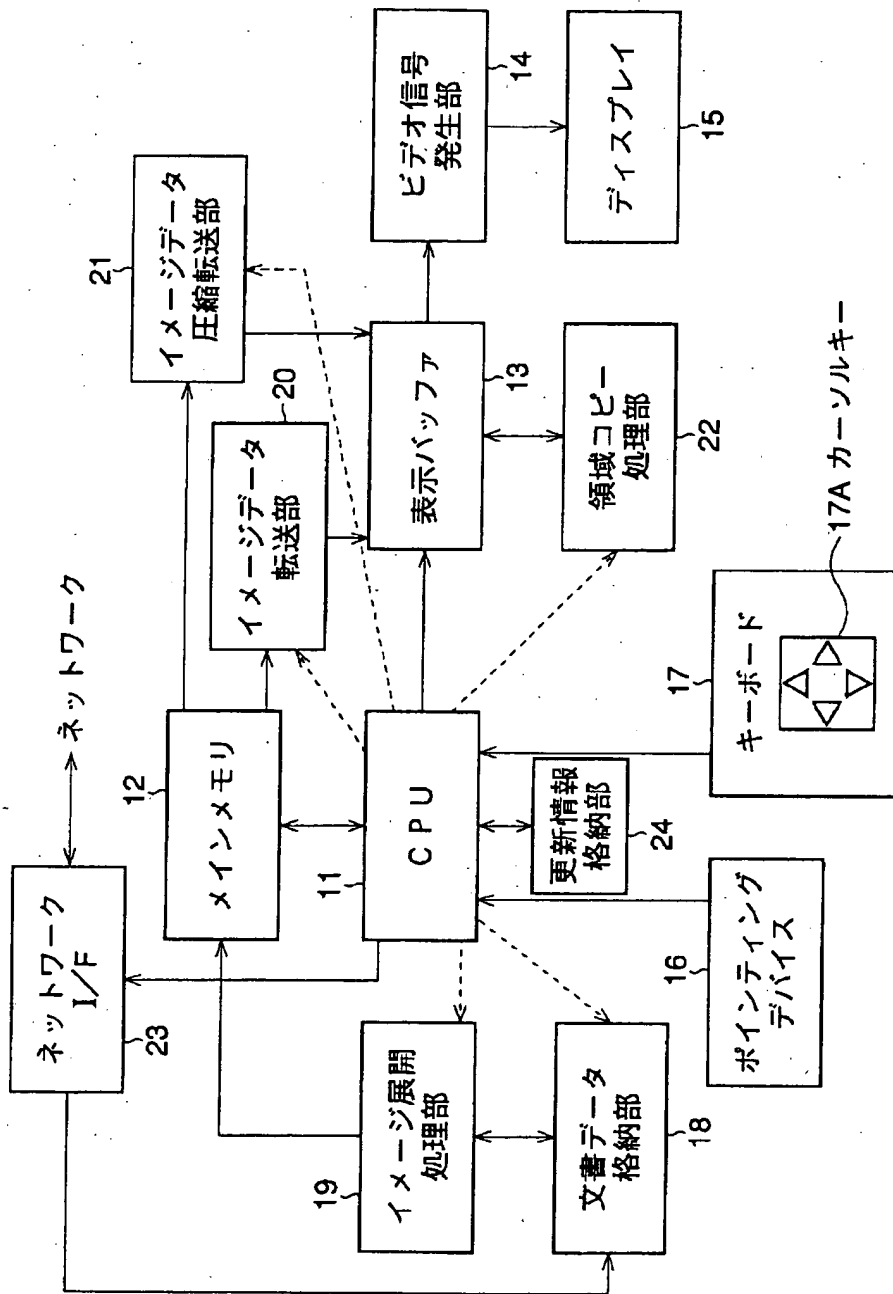 ネットワーク
I/F
23
ネットワーク
12
メインメモリ
21
イメージデータ
圧縮転送部
20
イメージデータ
転送部
ビデオ信号
発生部
14
19
イメージ展開
処理部
11
CPU
表示バッファ
13
ディスプレイ
15
文書データ
格納部
18
更新情報
格納部
24
領域コピー
処理部
22
16
ポインティング
デバイス
17
キーボード
17A カーソルキー